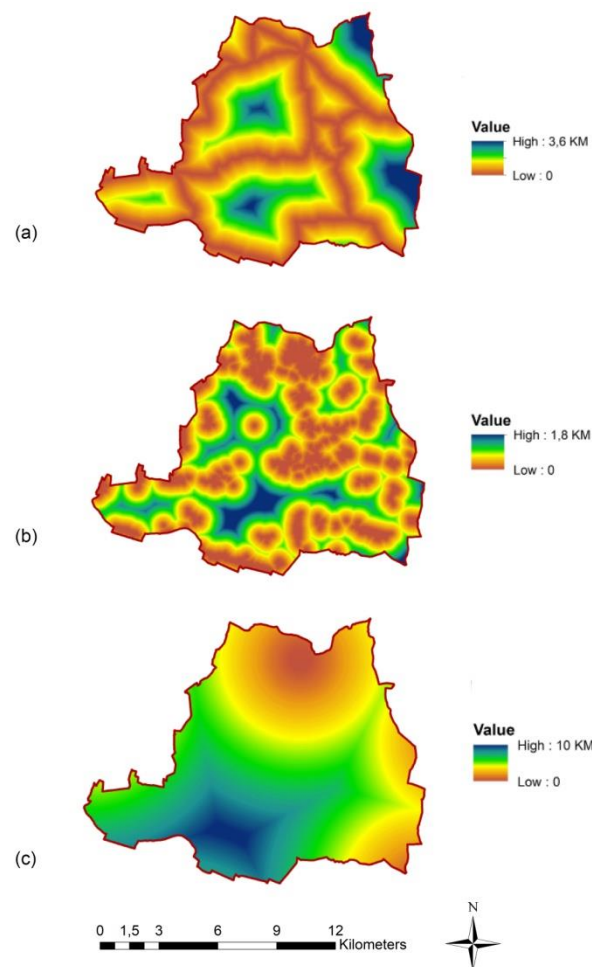 Value
High : 3,6 KM
Low : 0
(a)
Value
High : 1,8 KM
Low : 0
(b)
Value
High : 10 KM
Low : 0
(c)
N
0 1,5 3 6 9 12
Kilometers